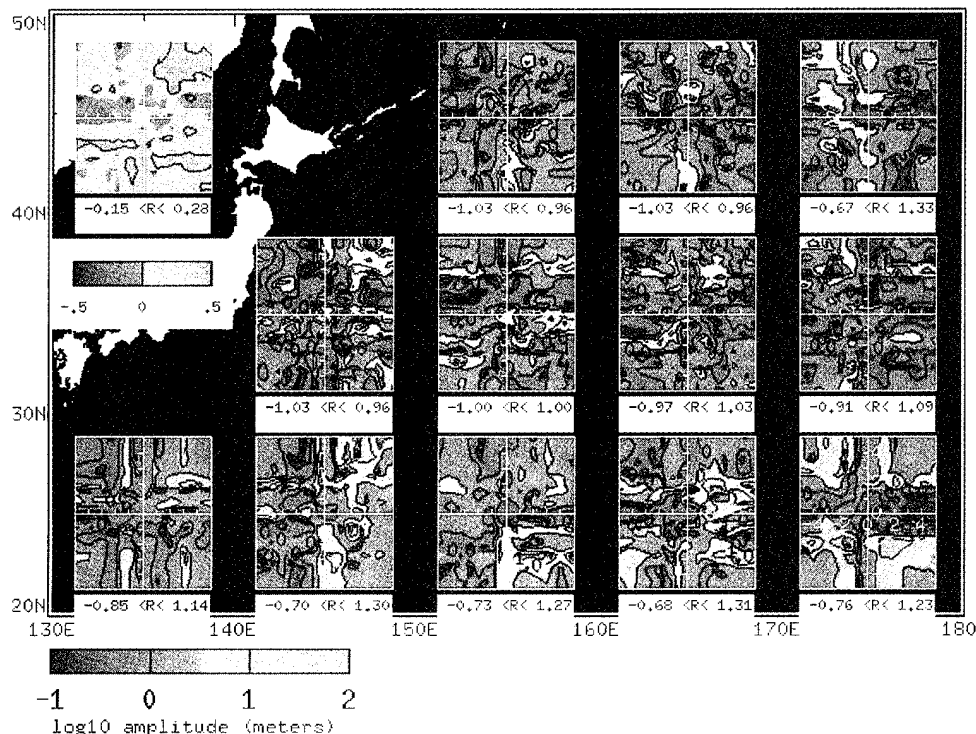 50N
-0.15 <R< 0.28
-1.03 <R< 0.96
-1.03 <R< 0.96
-0.67 <R< 1.33
40N
-.5 0 .5
-1.03 <R< 0.96
-1.00 <R< 1.00
-0.97 <R< 1.03
-0.91 <R< 1.09
30N
-0.85 <R< 1.14
-0.70 <R< 1.30
-0.73 <R< 1.27
-0.68 <R< 1.31
-0.76 <R< 1.23
20N
130E 140E 150E 160E 170E 180
-1 0 1 2
log10 amplitude (meters)